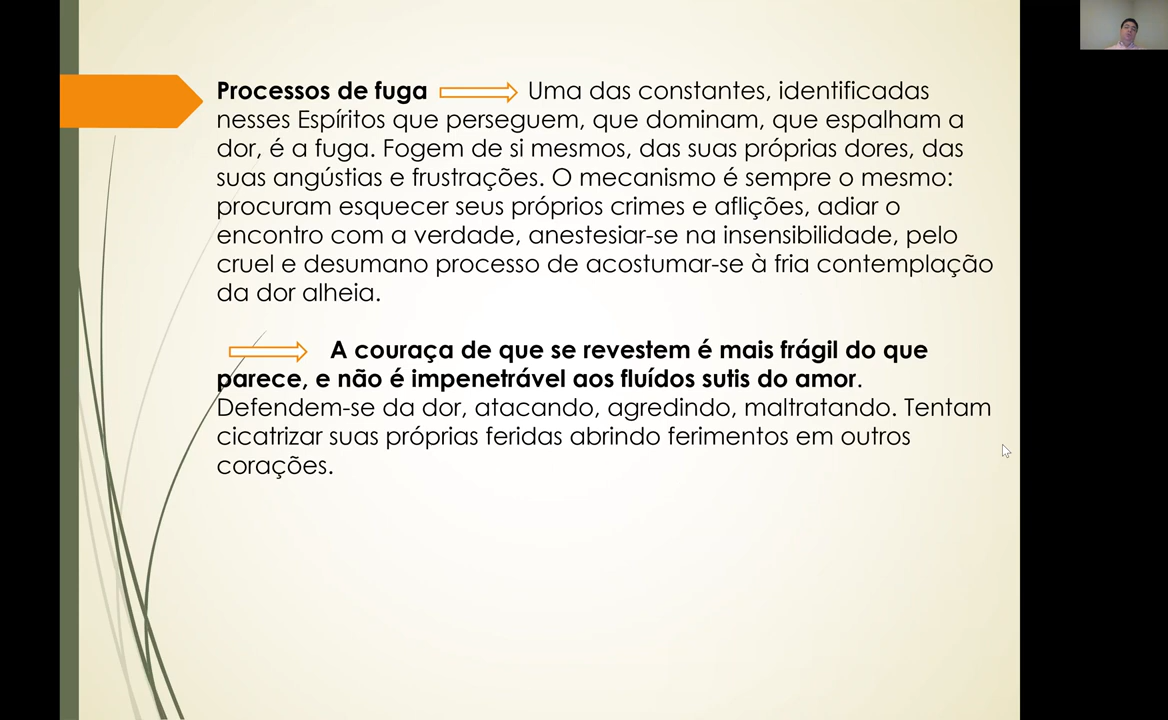 Processos de fuga Uma das constantes, identificadas
nesses Espíritos que perseguem, que dominam, que espalham a
dor, é a fuga. Fogem de si mesmos, das suas próprias dores, das
suas angústias e frustrações. O mecanismo é sempre o mesmo:
procuram esquecer seus próprios crimes e aflições, adiar o
encontro com a verdade, anestesiar-se na insensibilidade, pelo
cruel e desumano processo de acostumar-se à fria contemplação
da dor alheia.
A couraça de que se revestem é mais frágil do que
parece, e não é impenetrável aos fluídos sutis do amor.
Defendem-se da dor, atacando, agredindo, maltratando. Tentam
cicatrizar suas próprias feridas abrindo ferimentos em outros
corações.